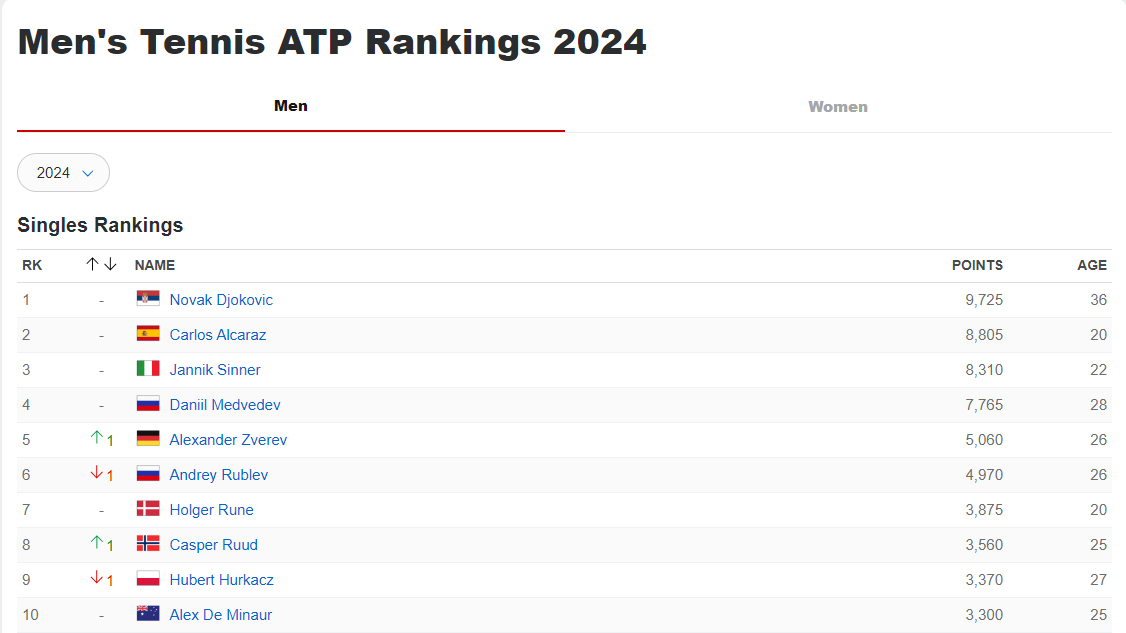 Men's Tennis ATP Rankings 2024
Men Women
2024
Singles Rankings
RK ↑↓ NAME POINTS AGE
1 - Novak Djokovic 9,725 36
2 - Carlos Alcaraz 8,805 20
3 - Jannik Sinner 8,310 22
4 - Daniil Medvedev 7,765 28
5 ↑1 Alexander Zverev 5,060 26
6 ↓1 Andrey Rublev 4,970 26
7 - Holger Rune 3,875 20
8 ↑1 Casper Ruud 3,560 25
9 ↓1 Hubert Hurkacz 3,370 27
10 - Alex De Minaur 3,300 25